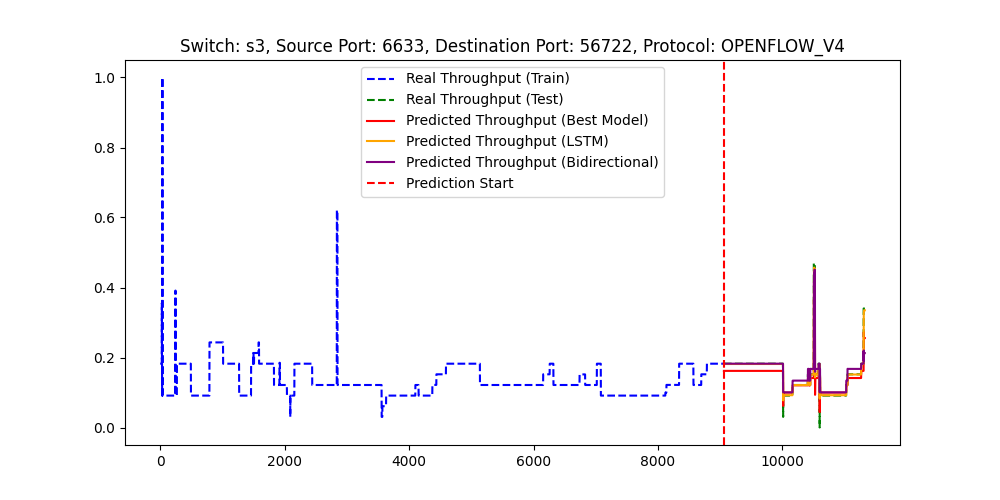 Switch: s3, Source Port: 6633, Destination Port: 56722, Protocol: OPENFLOW_V4
1.0
0.8
0.6
0.4
0.2
0.0
Real Throughput (Train)
Real Throughput (Test)
Predicted Throughput (Best Model)
Predicted Throughput (LSTM)
Predicted Throughput (Bidirectional)
Prediction Start
0
2000
4000
6000
8000
10000